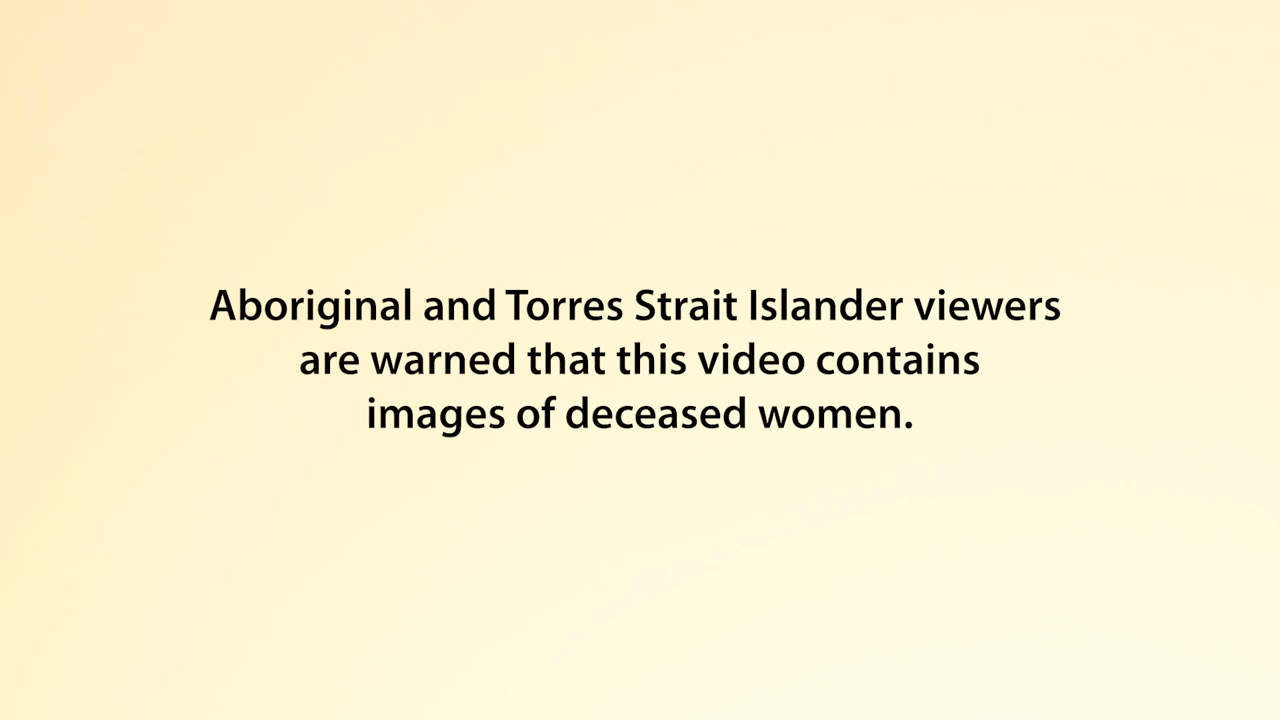 Aboriginal and Torres Strait Islander viewers
are warned that this video contains
images of deceased women.